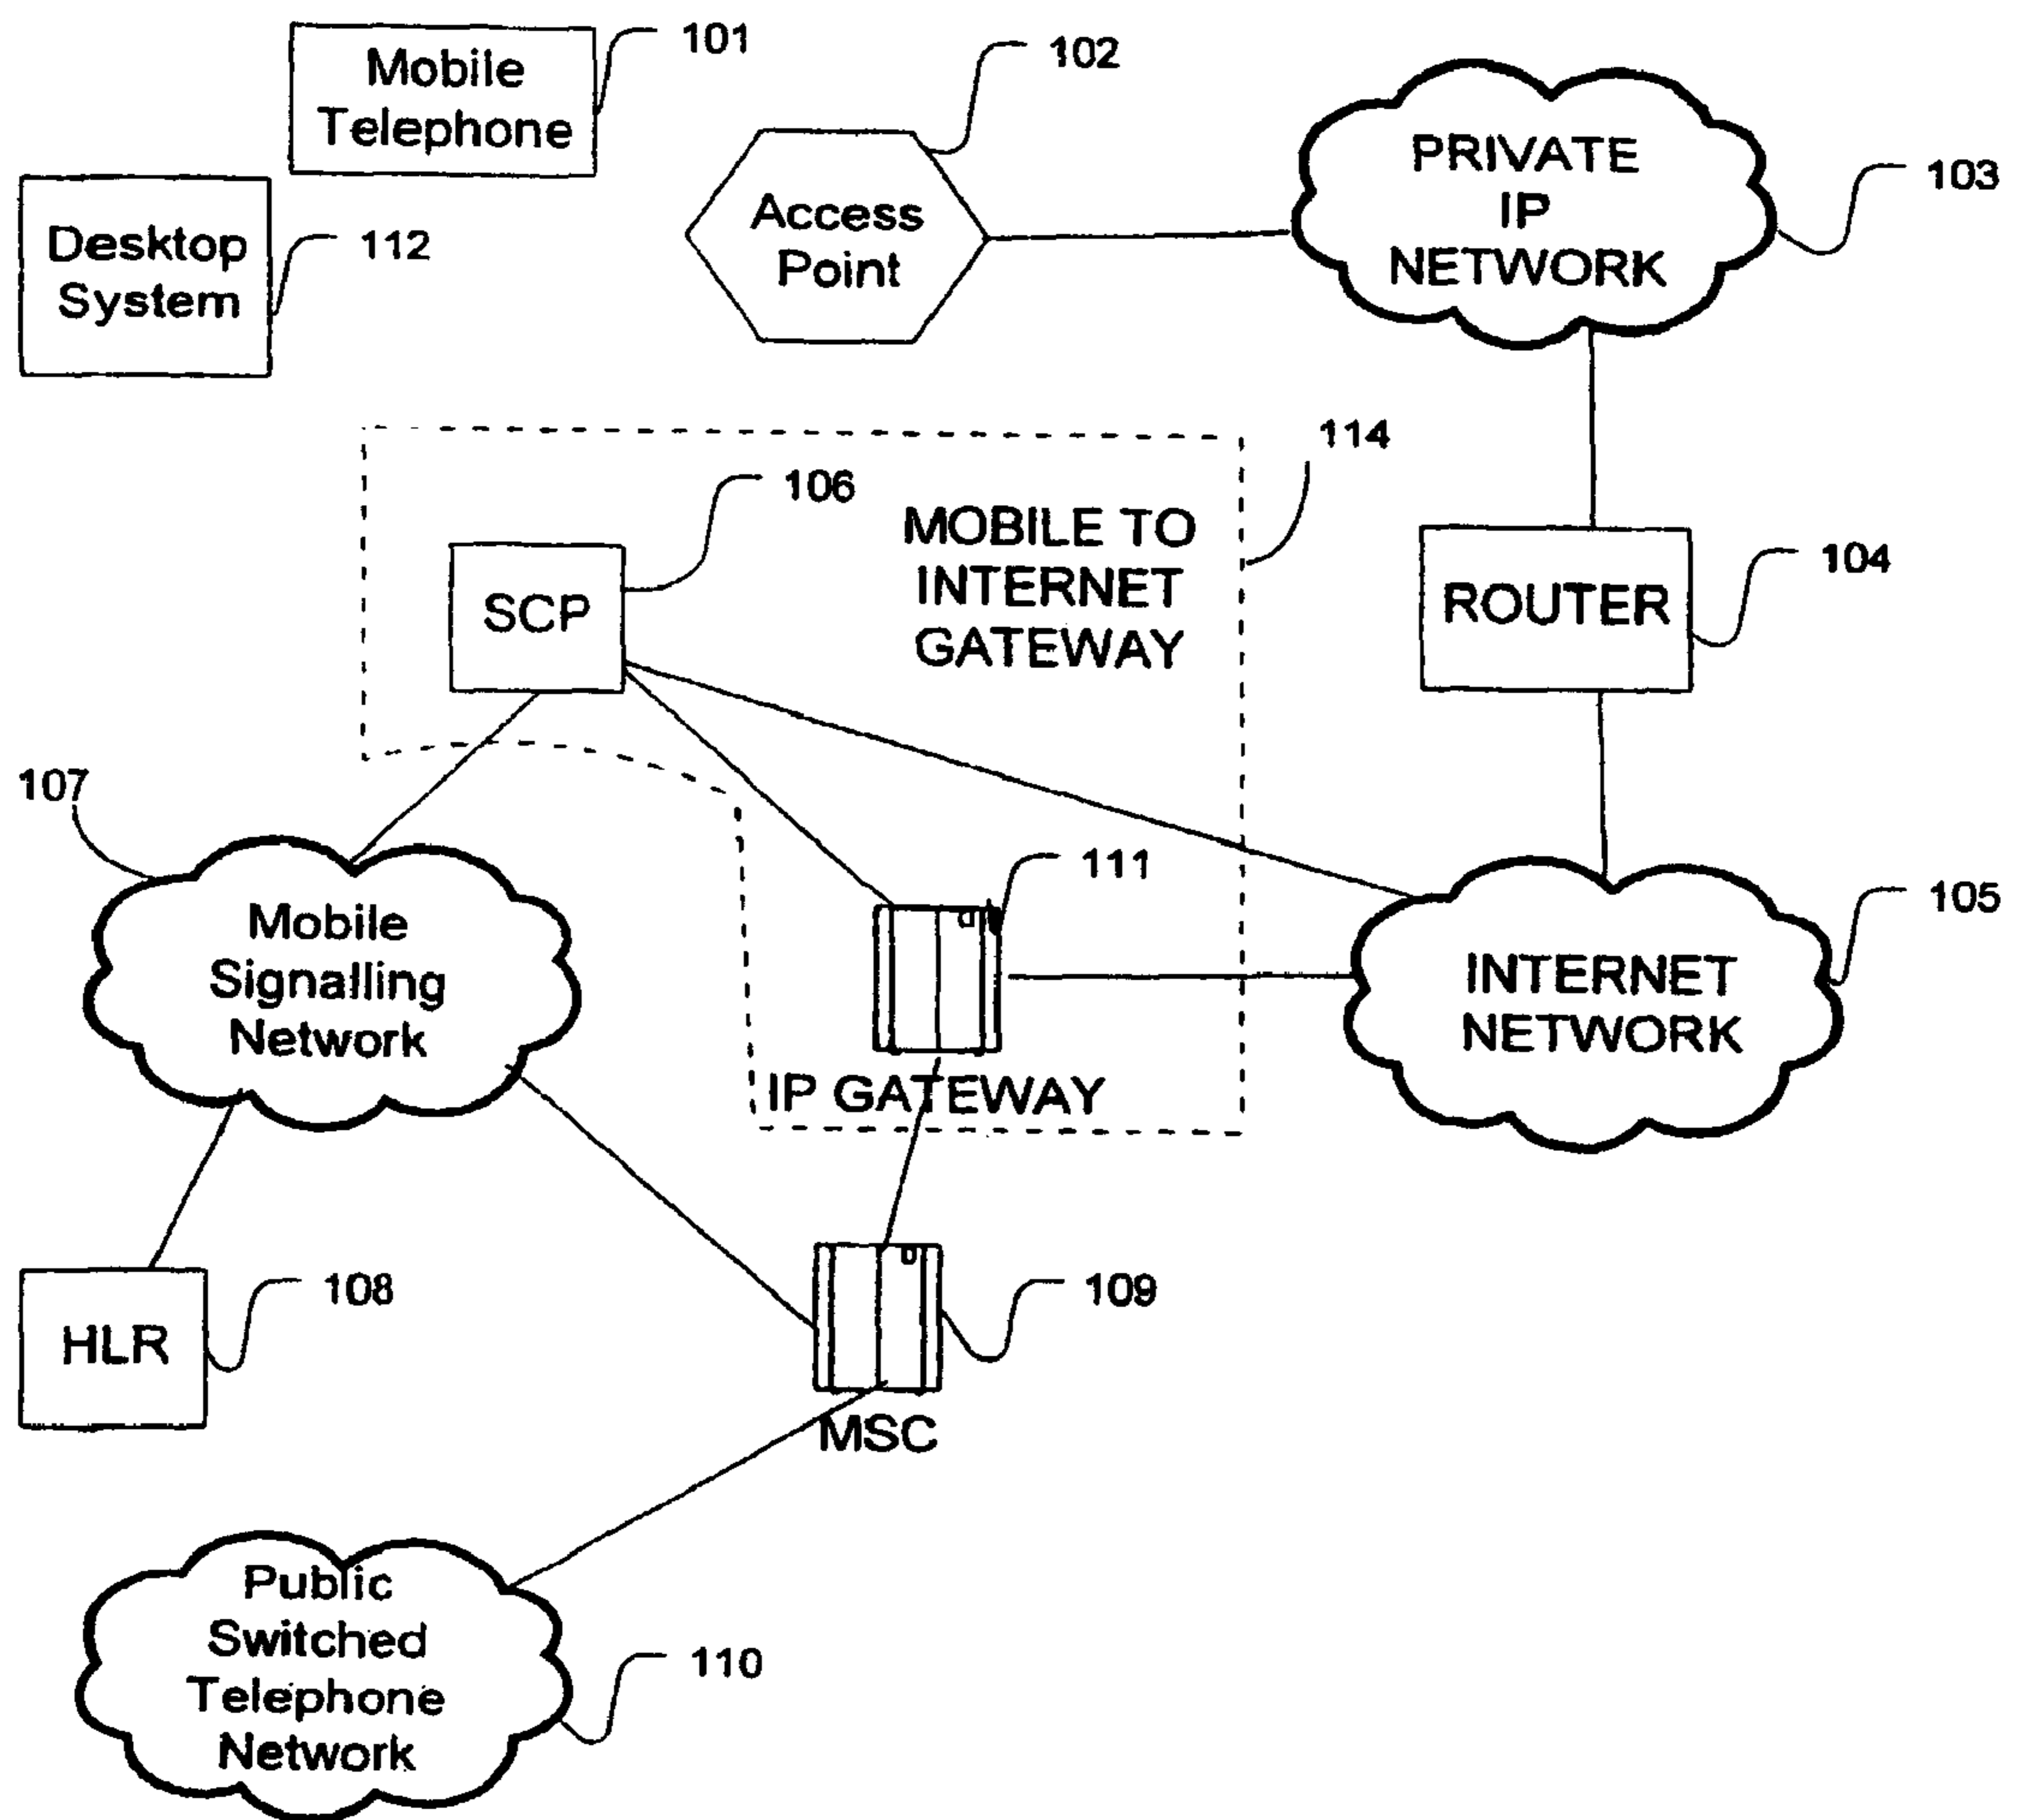 101
Mobile
Telephone
102
Access
Point
PRIVATE
IP
NETWORK
103
Desktop
System
112
114
106
MOBILE TO
INTERNET
GATEWAY
SCP
ROUTER
104
107
Mobile
Signalling
Network
111
IP GATEWAY
INTERNET
NETWORK
105
HLR
108
109
MSC
Public
Switched
Telephone
Network
110